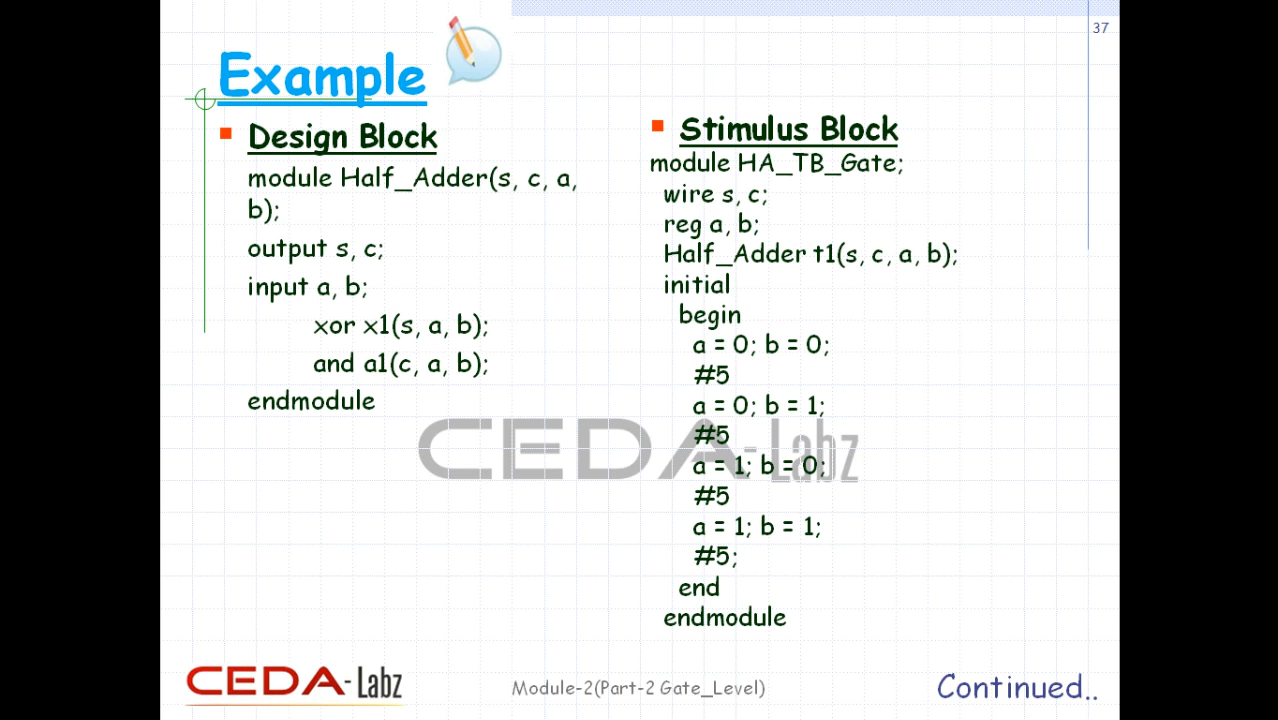 37
Example
Design Block
module Half_Adder(s, c, a,
b);
output s, c;
input a, b;
xor x1(s, a, b);
and a1(c, a, b);
endmodule
Stimulus Block
module HA_TB_Gate;
wire s, c;
reg a, b;
Half_Adder t1(s, c, a, b);
initial
begin
a = 0; b = 0;
#5
a = 0; b = 1;
#5
a = 1; b = 0;
#5
a = 1; b = 1;
#5;
end
endmodule
CEDA-Labz
CEDA-Labz
Module-2(Part-2 Gate_Level)
Continued..